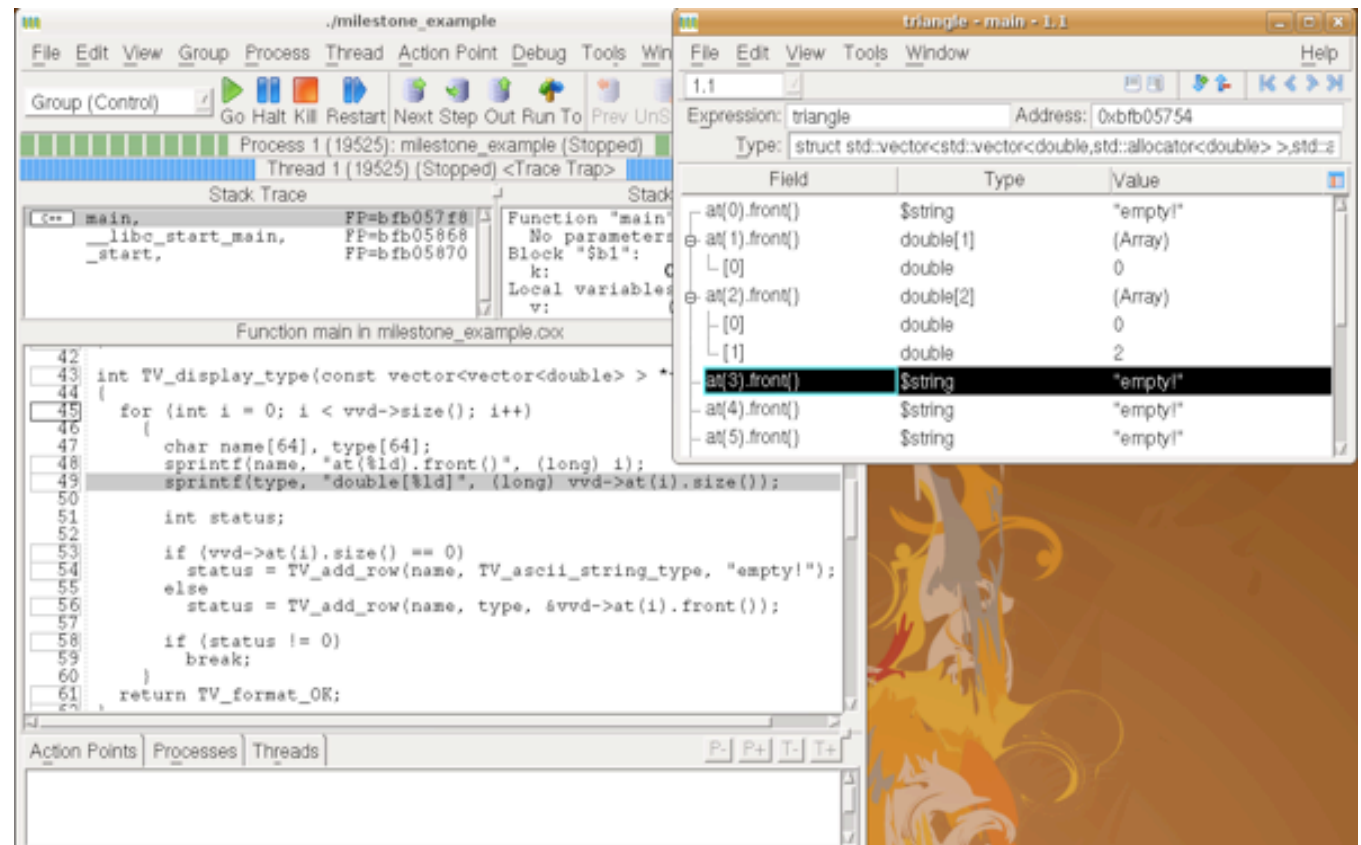 ./milestone_example
File Edit View Group Process Thread Action Point Debug Tools Win
Group (Control)
Go Halt Kill Restart Next Step Out Run To Prev UnS
Process 1 (19525): milestone_example (Stopped)
Thread 1 (19525) (Stopped) <Trace Trap>
Stack Trace
C++ main, FP=bfb057f8
__libc_start_main, FP=bfb05868
_start, FP=bfb05870
Stack
Function "main"
No parameters
Block "$b1":
k:
Local variables
v:
Function main in milestone_example.cxx
42
43 int TV_display_type(const vector<vector<double> > *
44 {
45 for (int i = 0; i < vvd->size(); i++)
46 {
47 char name[64], type[64];
48 sprintf(name, "at(%ld).front()", (long) i);
49 sprintf(type, "double[%ld]", (long) vvd->at(i).size());
50
51 int status;
52
53 if (vvd->at(i).size() == 0)
54 status = TV_add_row(name, TV_ascii_string_type, "empty!");
55 else
56 status = TV_add_row(name, type, &vvd->at(i).front());
57
58 if (status != 0)
59 break;
60 }
61 return TV_format_OK;
62 }
Action Points Processes Threads
P- P+ T- T+
triangle - main - 1.1
File Edit View Tools Window Help
1.1
Expression: triangle Address: 0xbfb05754
Type: struct std::vector<std::vector<double,std::allocator<double> >,std::a
Field Type Value
at(0).front() $string "empty!"
at(1).front() double[1] (Array)
[0] double 0
at(2).front() double[2] (Array)
[0] double 0
[1] double 2
at(3).front() $string "empty!"
at(4).front() $string "empty!"
at(5).front() $string "empty!"